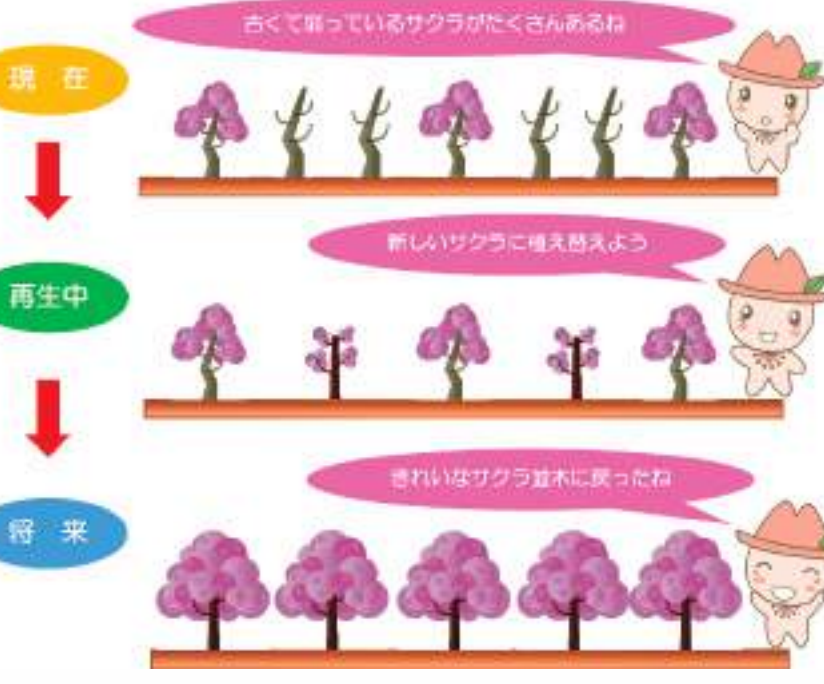 古くて弱っているサクラがたくさんあるね
現 在
新しいサクラに植え替えよう
再生中
きれいなサクラ並木に戻ったね
将 来